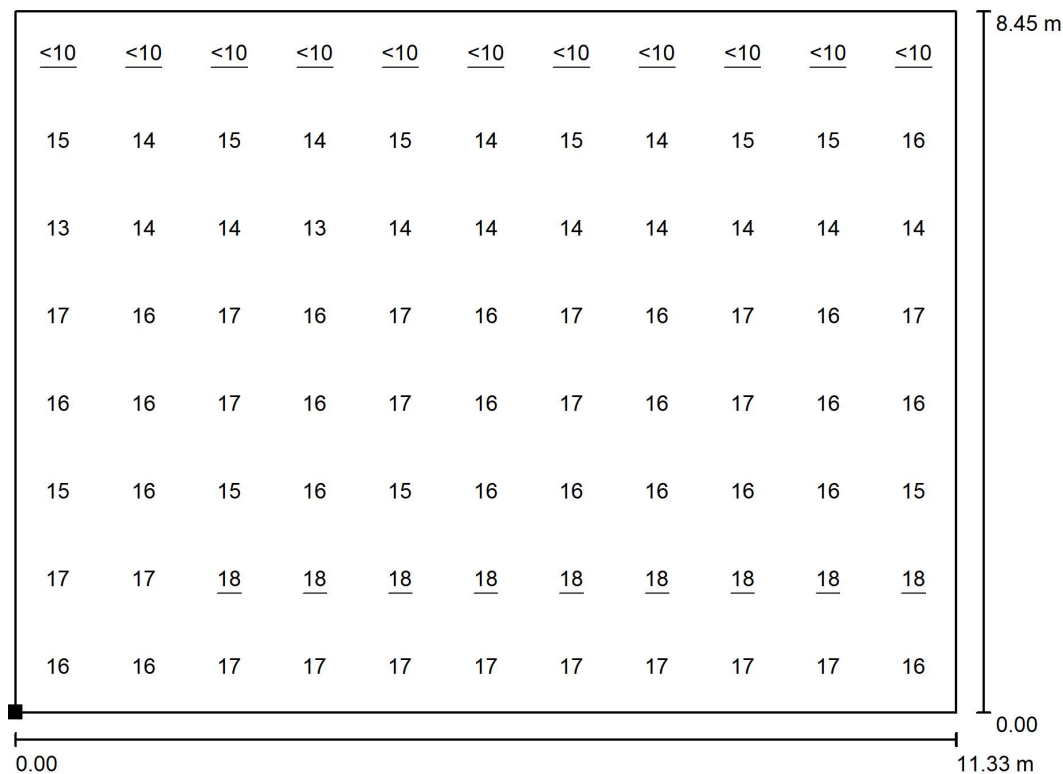 8.45 m
<10 <10 <10 <10 <10 <10 <10 <10 <10 <10 <10
15 14 15 14 15 14 15 14 15 15 16
13 14 14 13 14 14 14 14 14 14 14
17 16 17 16 17 16 17 16 17 16 17
16 16 17 16 17 16 17 16 17 16 16
15 16 15 16 15 16 16 16 16 16 15
17 17 18 18 18 18 18 18 18 18 18
16 16 17 17 17 17 17 17 17 17 16
0.00
0.00 11.33 m